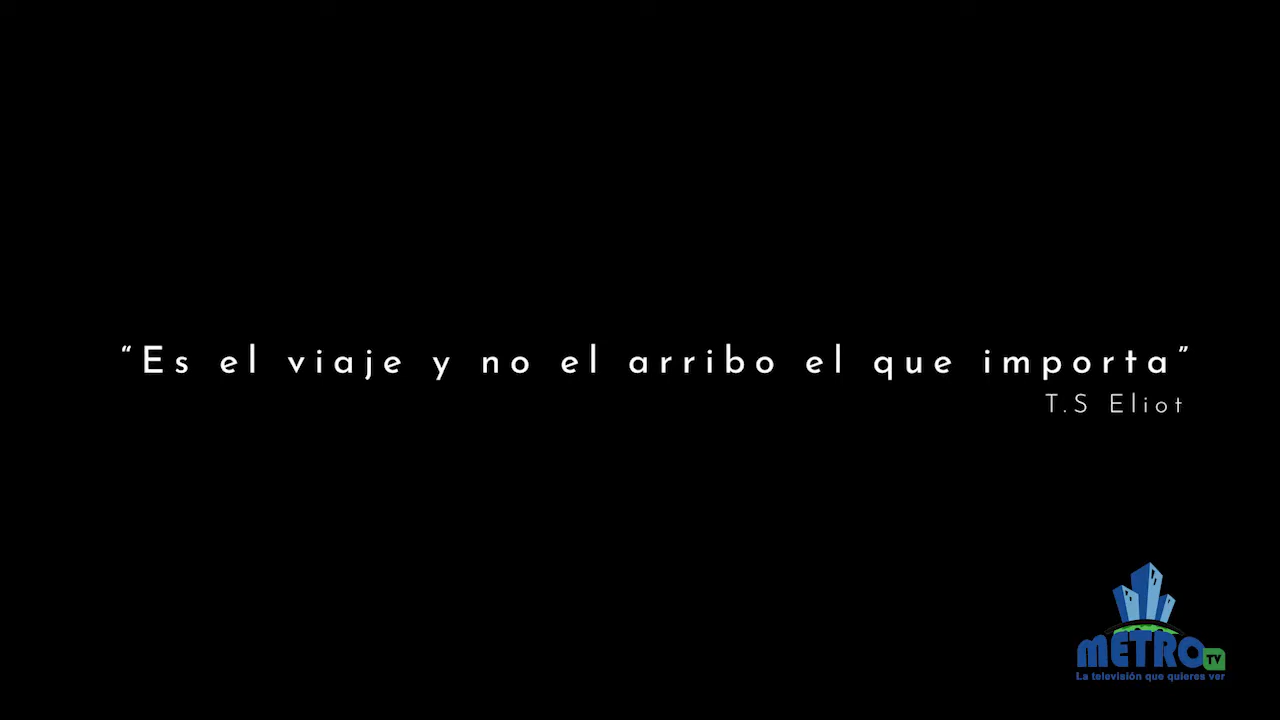 “Es el viaje y no el arribo el que importa”
T.S Eliot
METRO TV
La televisión que quieres ver